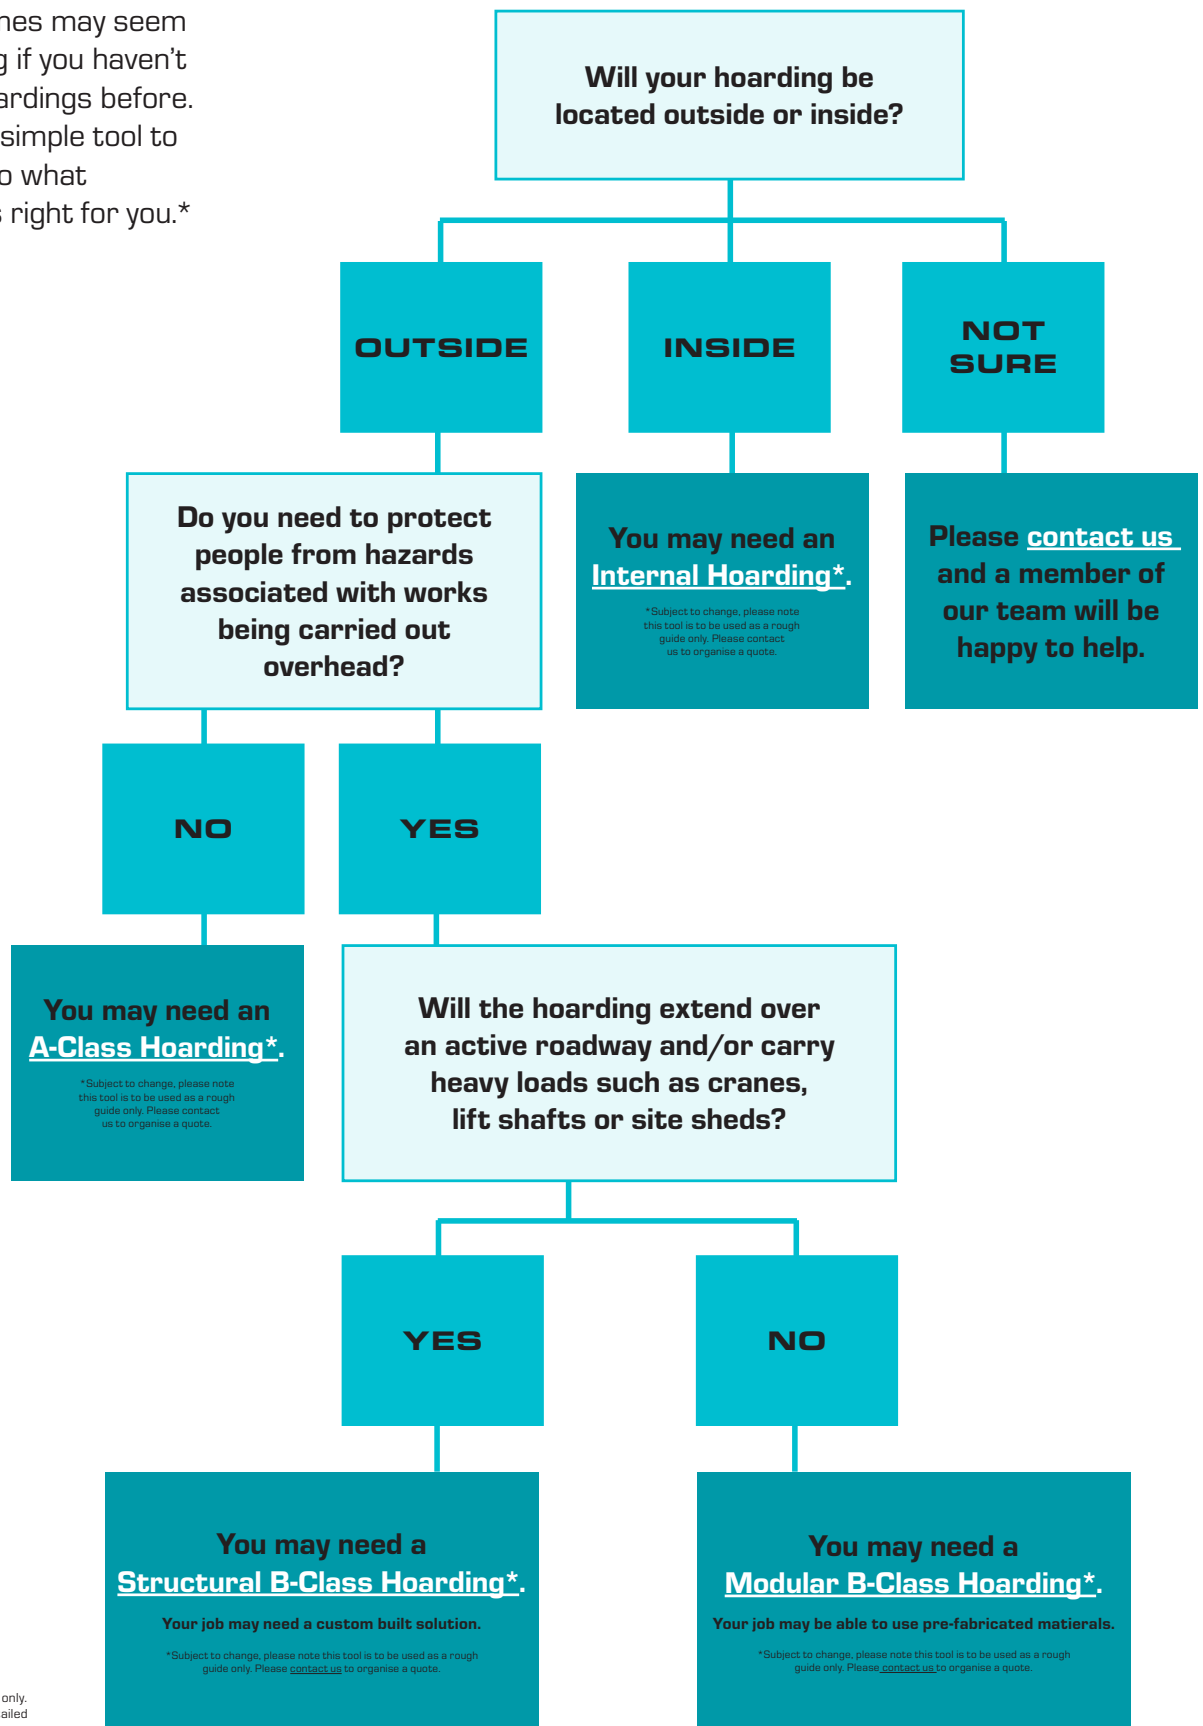 may seem
if you haven't
before.
simple tool to
what
right for you.*
Will your hoarding be
located outside or inside?
OUTSIDE
INSIDE
NOT
SURE
Do you need to protect
people from hazards
associated with works
being carried out
overhead?
You may need an
Internal Hoarding*.
*Subject to change, please note
this tool is to be used as a rough
guide only. Please contact
us to organise a quote.
Please contact us
and a member of
our team will be
happy to help.
NO
YES
You may need an
A-Class Hoarding*.
*Subject to change, please note
this tool is to be used as a rough
guide only. Please contact
us to organise a quote.
Will the hoarding extend over
an active roadway and/or carry
heavy loads such as cranes,
lift shafts or site sheds?
YES
NO
You may need a
Structural B-Class Hoarding*.
Your job may need a custom built solution.
*Subject to change, please note this tool is to be used as a rough
guide only. Please contact us to organise a quote.
You may need a
Modular B-Class Hoarding*.
Your job may be able to use pre-fabricated matierals.
*Subject to change, please note this tool is to be used as a rough
guide only. Please contact us to organise a quote.
only.